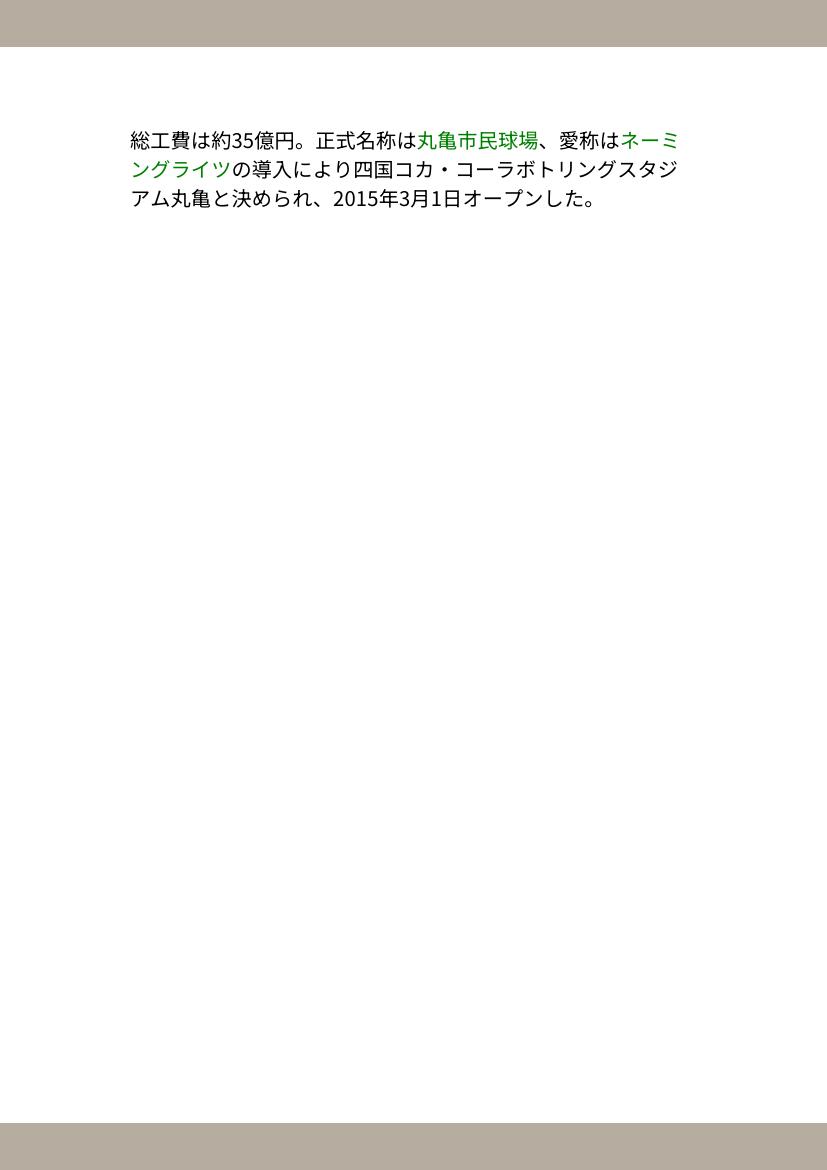 総工費は約35億円。正式名称は丸亀市民球場、愛称はネーミ
ングライツの導入により四国コカ・コーラボトリングスタジ
アム丸亀と決められ、2015年3月1日オープンした。